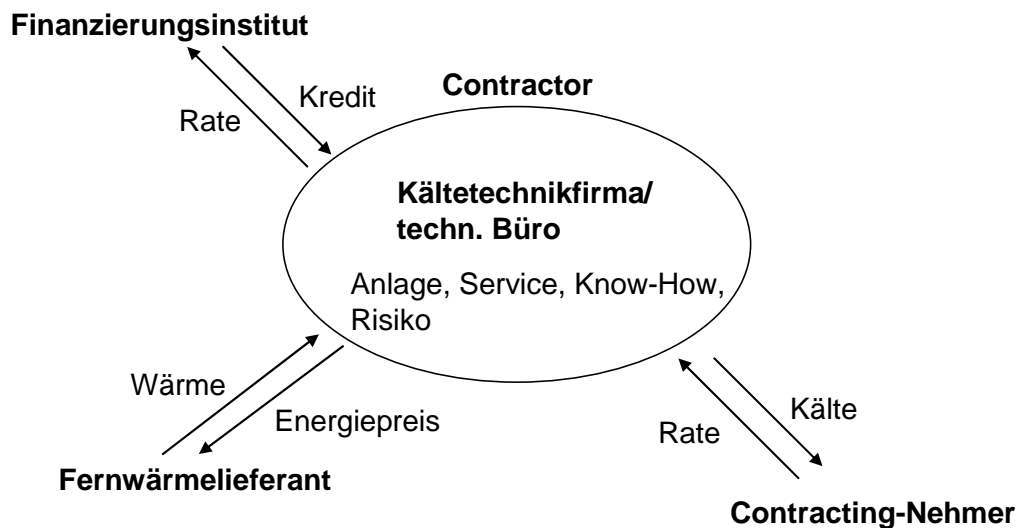 Finanzierungsinstitut
Kredit
Rate
Contractor
Kältetechnikfirma/
techn. Büro
Anlage, Service, Know-How,
Risiko
Wärme
Energiepreis
Fernwärmelieferant
Kälte
Rate
Contracting-Nehmer